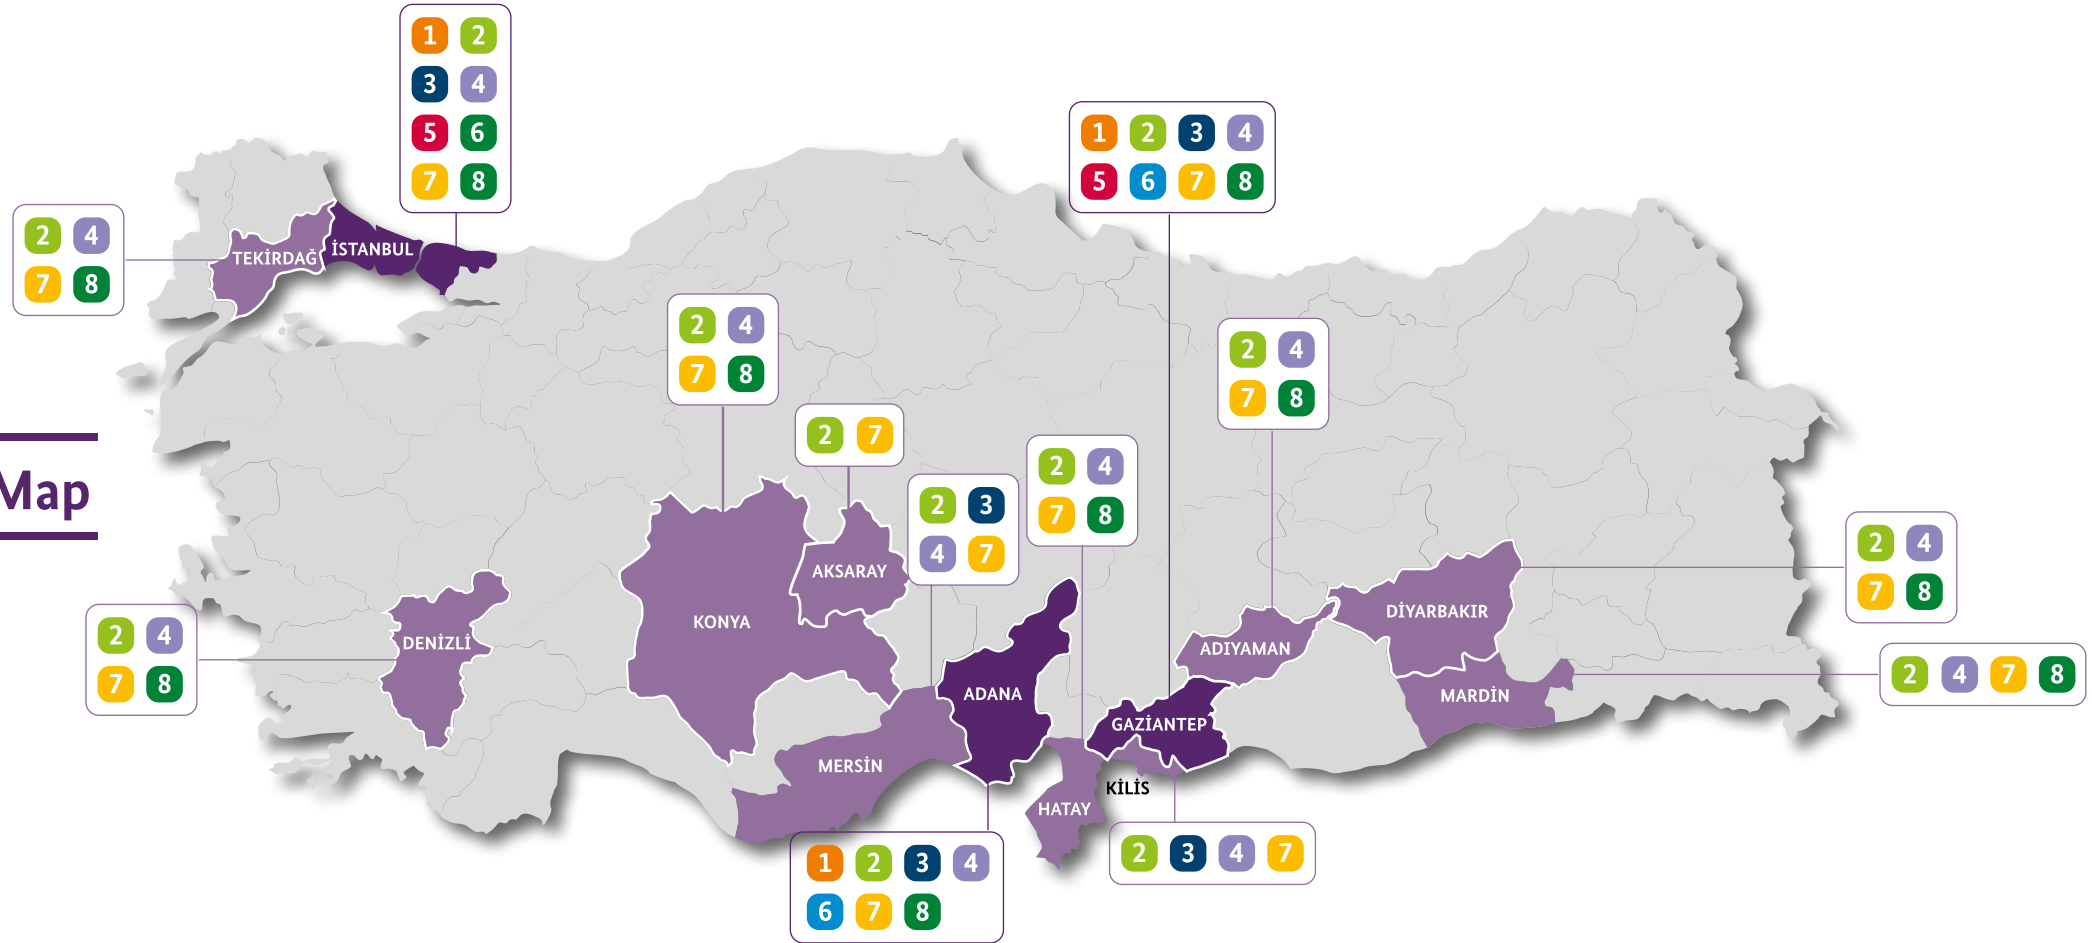 1 2
3 4
5 6
7 8
1 2 3 4
5 6 7 8
2 4
7 8
TEKİRDAĞ
İSTANBUL
2 4
7 8
2 4
7 8
2 7
2 4
7 8
2 3
4 7
Map
2 4
7 8
AKSARAY
KONYA
DİYARBAKIR
2 4
7 8
DENİZLİ
ADIYAMAN
2 4 7 8
ADANA
MARDİN
GAZİANTEP
MERSİN
KİLİS
HATAY
1 2 3 4
6 7 8
2 3 4 7